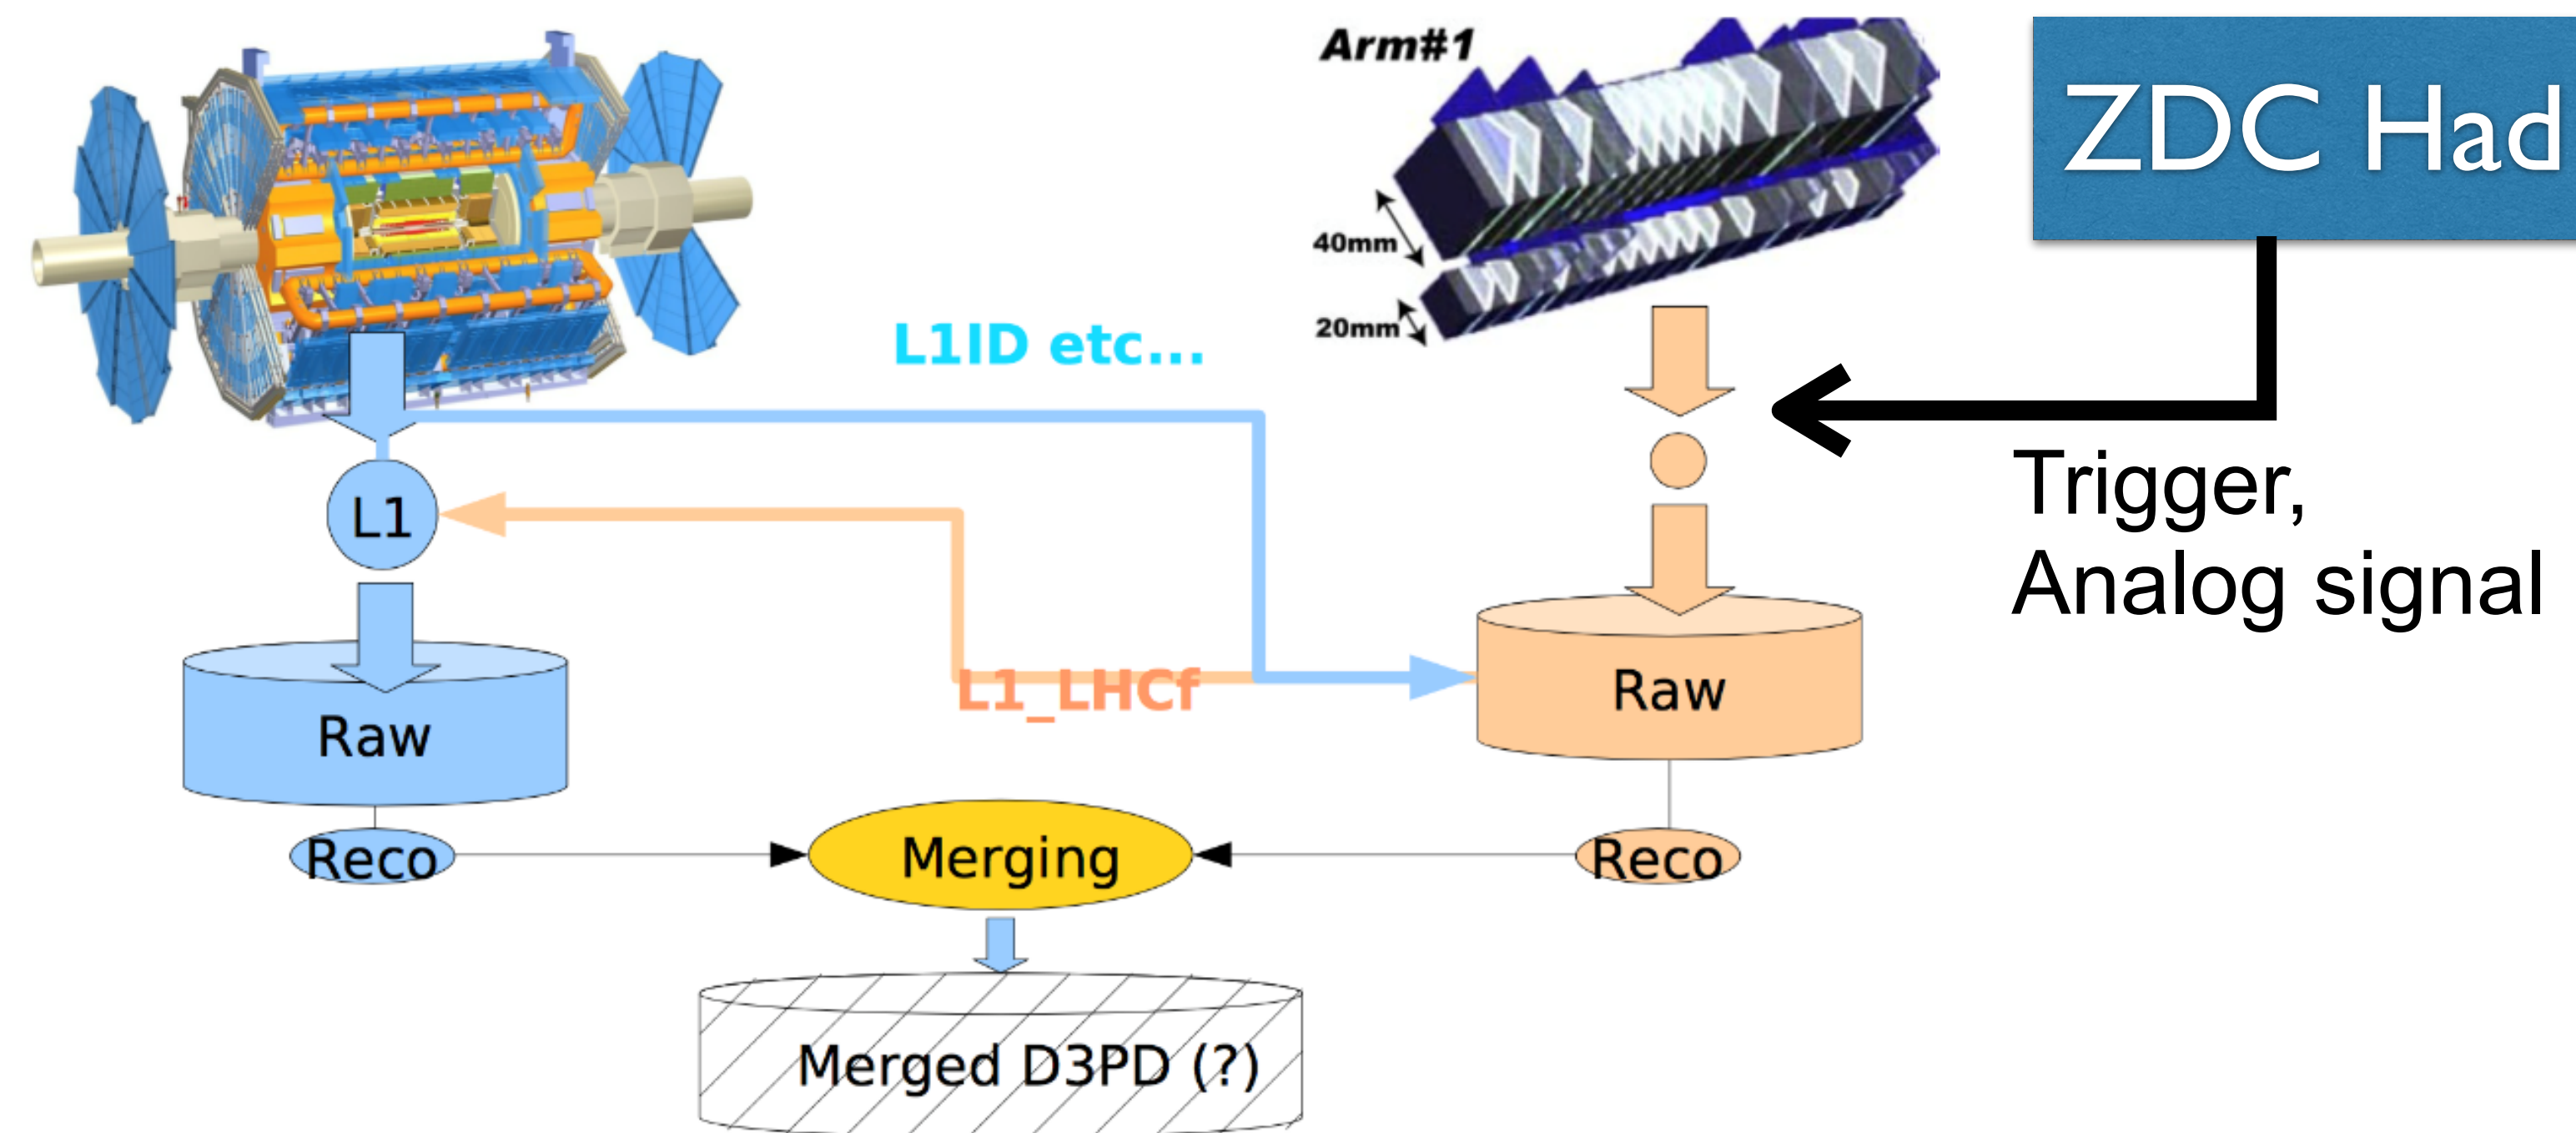 Arm#1
ZDC Had
40mm
20mm
L1ID etc...
Trigger,
Analog signal
L1
L1_LHCf
Raw
Raw
Reco
Merging
Reco
Merged D3PD (?)